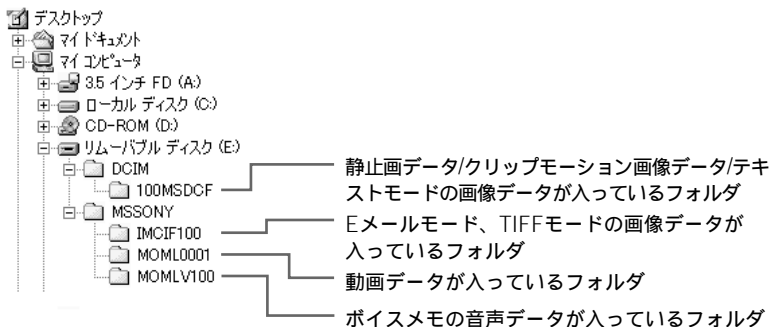 デスクトップ
マイ ドキュメント
マイ コンピュータ
3.5 インチ FD (A:)
ローカル ディスク (C:)
CD-ROM (D:)
リムーバブル ディスク (E:)
DCIM
100MSDCF
MSSONY
IMCIF100
MOML0001
MOMLV100
静止画データ/クリップモーション画像データ/テキ
ストモードの画像データが入っているフォルダ
Eメールモード、TIFFモードの画像データが
入っているフォルダ
動画データが入っているフォルダ
ボイスメモの音声データが入っているフォルダ